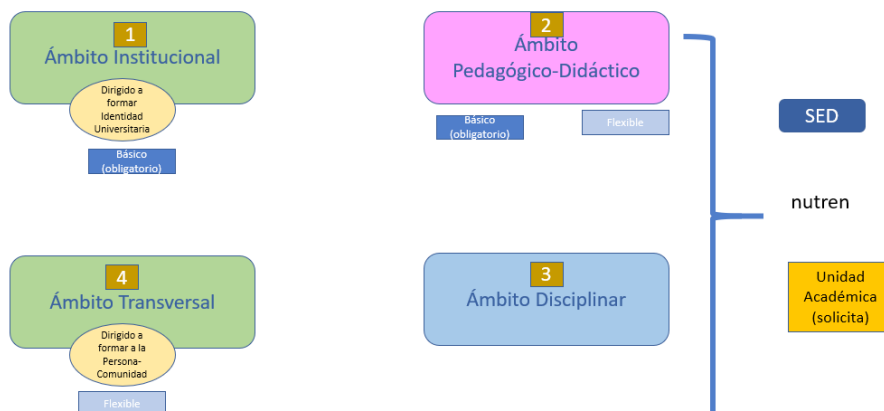 1
Ámbito Institucional
Dirigido a
formar
Identidad
Universitaria
Básico
(obligatorio)
2
Ámbito
Pedagógico-Didáctico
Básico
(obligatorio)
Flexible
SED
nutren
Unidad
Académica
(solicita)
4
Ámbito Transversal
Dirigido a
formar a la
Persona-
Comunidad
Flexible
3
Ámbito Disciplinar